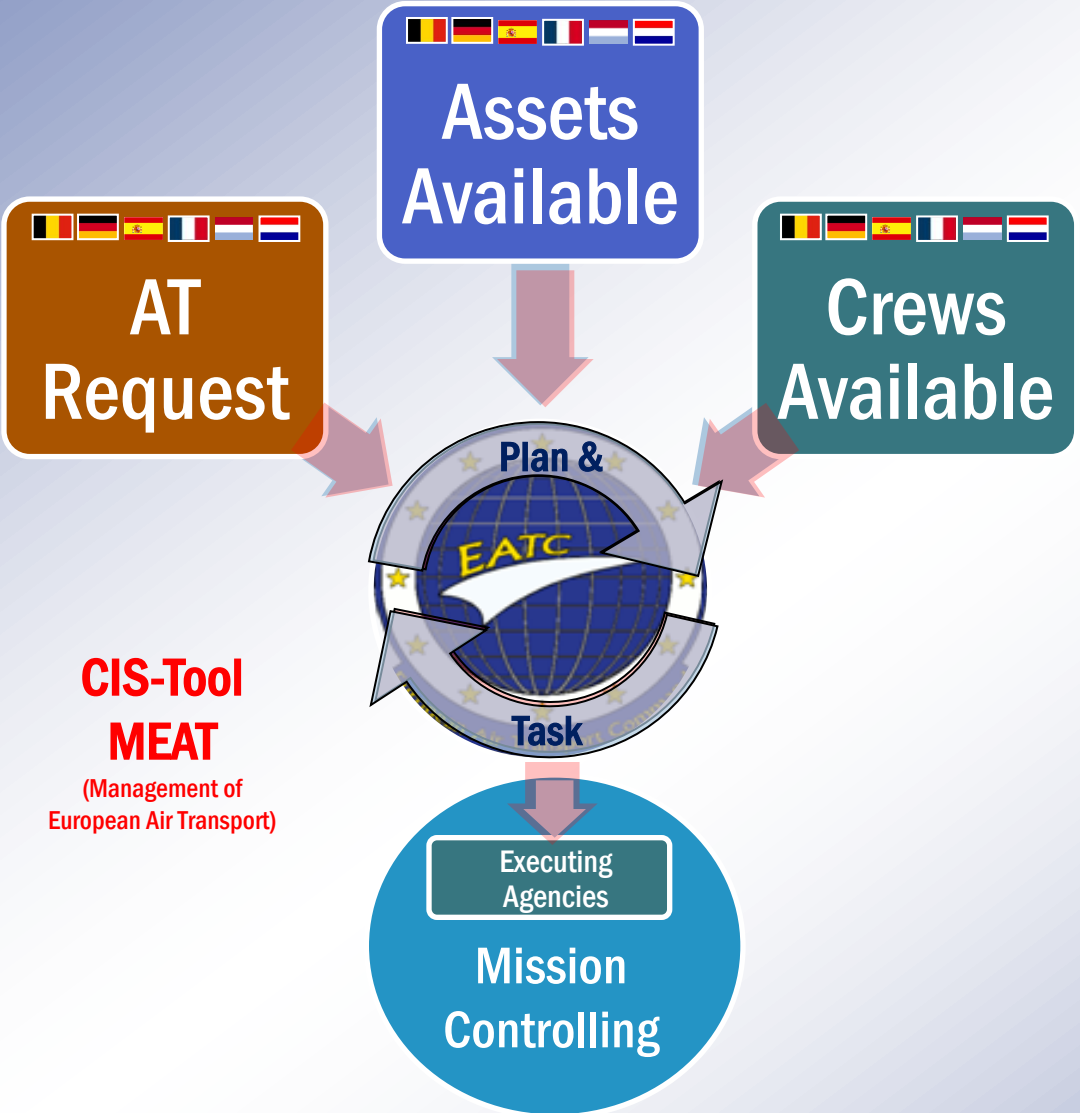 Assets
Available
AT
Request
Crews
Available
Plan &
EATC
Task
CIS-Tool
MEAT
(Management of
European Air Transport)
Executing
Agencies
Mission
Controlling